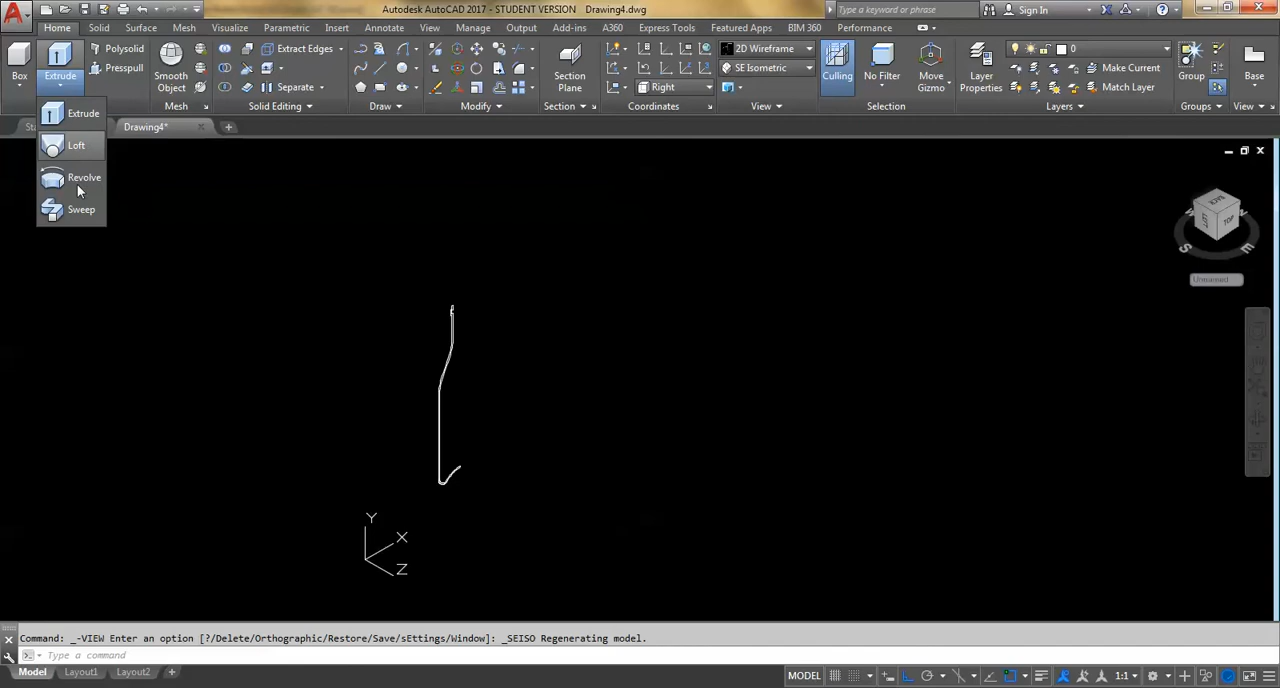 Autodesk AutoCAD 2017 - STUDENT VERSION Drawing4.dwg
Type a keyword or phrase
Sign In
Home Solid Surface Mesh Visualize Parametric Insert Annotate View Manage Output Add-ins A360 Featured Apps BIM 360 Performance
Box
Extrude
Polysolid
Presspull
Smooth Object
Extract Edges
Separate
Section Plane
Right
2D Wireframe
SE Isometric
Culling
No Filter
Move Gizmo
Layer Properties
0
Make Current
Match Layer
Group
Base
Mesh Solid Editing Draw Modify Section Coordinates View Selection Layers Groups View
Extrude
Loft
Revolve
Sweep
Drawing4*
BACK
LEFT
TOP
W
S
E
Unnamed
Y
X
Z
Command: _-VIEW Enter an option [?/Delete/Orthographic/Restore/Save/sEttings/Window]: _SEISO Regenerating model.
Type a command
Model Layout1 Layout2
MODEL
1:1